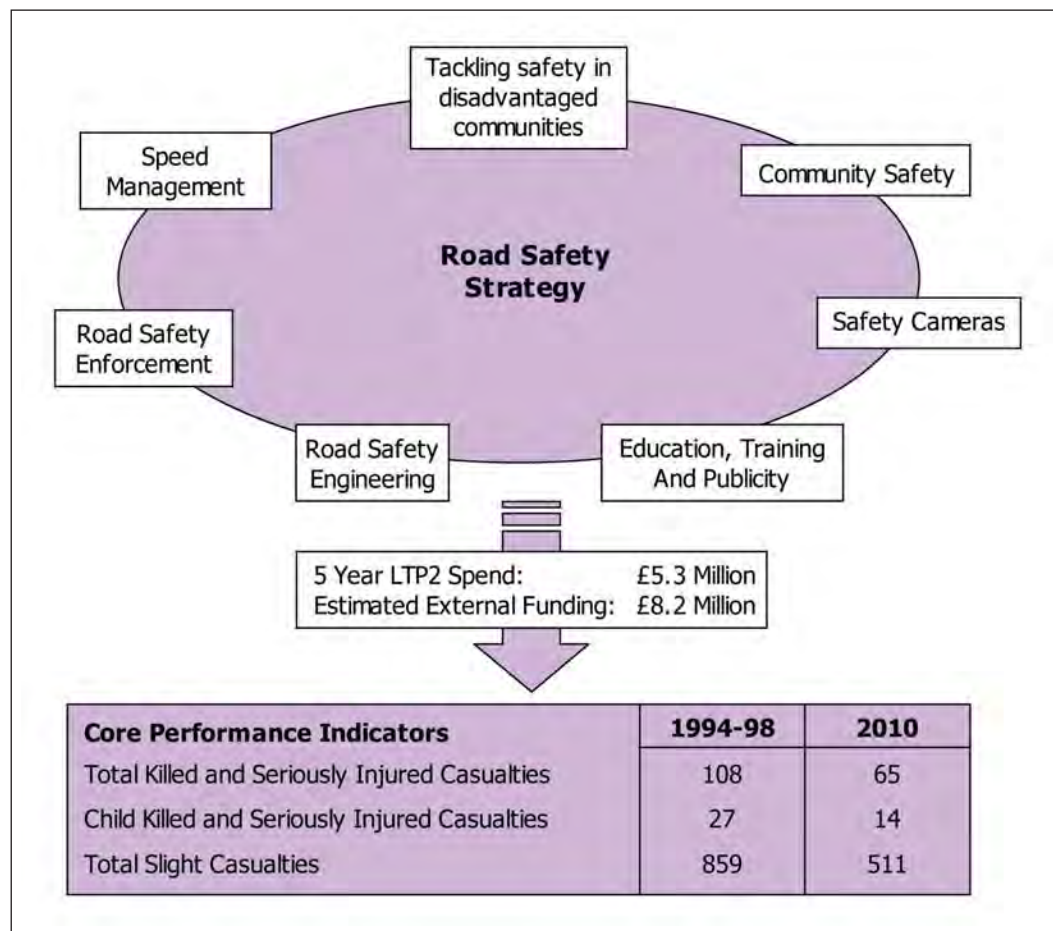 Tackling safety in
disadvantaged
communities
Speed
Management
Community Safety
Road Safety
Strategy
Safety Cameras
Road Safety
Enforcement
Road Safety
Engineering
Education, Training
And Publicity
5 Year LTP2 Spend: £5.3 Million
Estimated External Funding: £8.2 Million
Core Performance Indicators 1994-98 2010
Total Killed and Seriously Injured Casualties 108 65
Child Killed and Seriously Injured Casualties 27 14
Total Slight Casualties 859 511